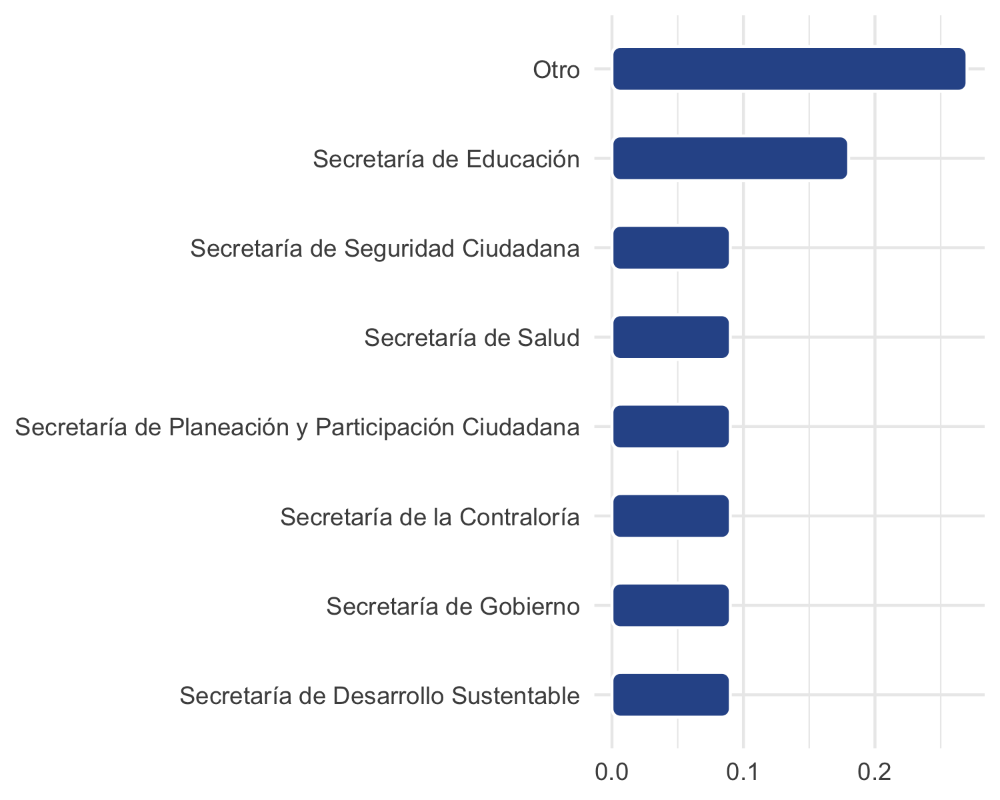 Otro
Secretaría de Educación
Secretaría de Seguridad Ciudadana
Secretaría de Salud
Secretaría de Planeación y Participación Ciudadana
Secretaría de la Contraloría
Secretaría de Gobierno
Secretaría de Desarrollo Sustentable
0.0 0.1 0.2